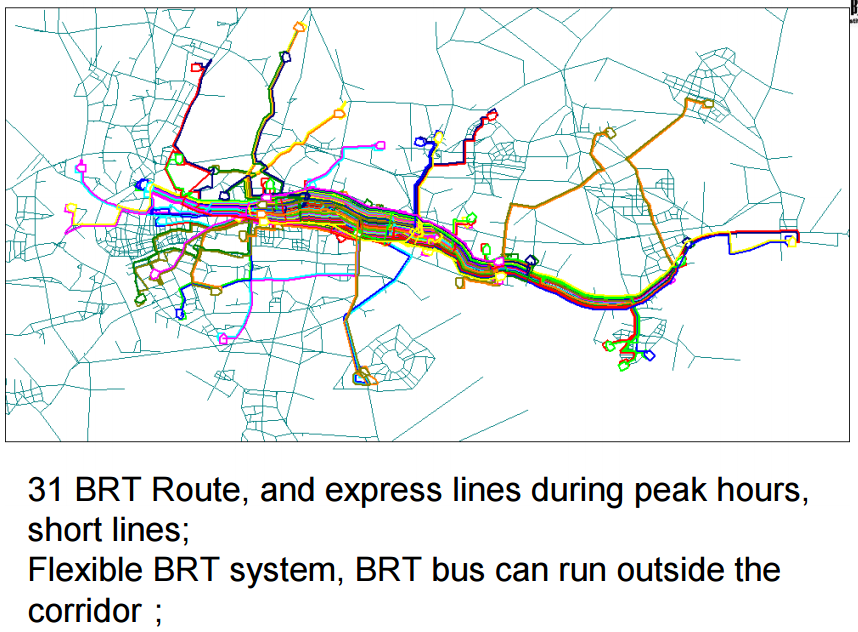 31 BRT Route, and express lines during peak hours,
short lines;
Flexible BRT system, BRT bus can run outside the
corridor ;